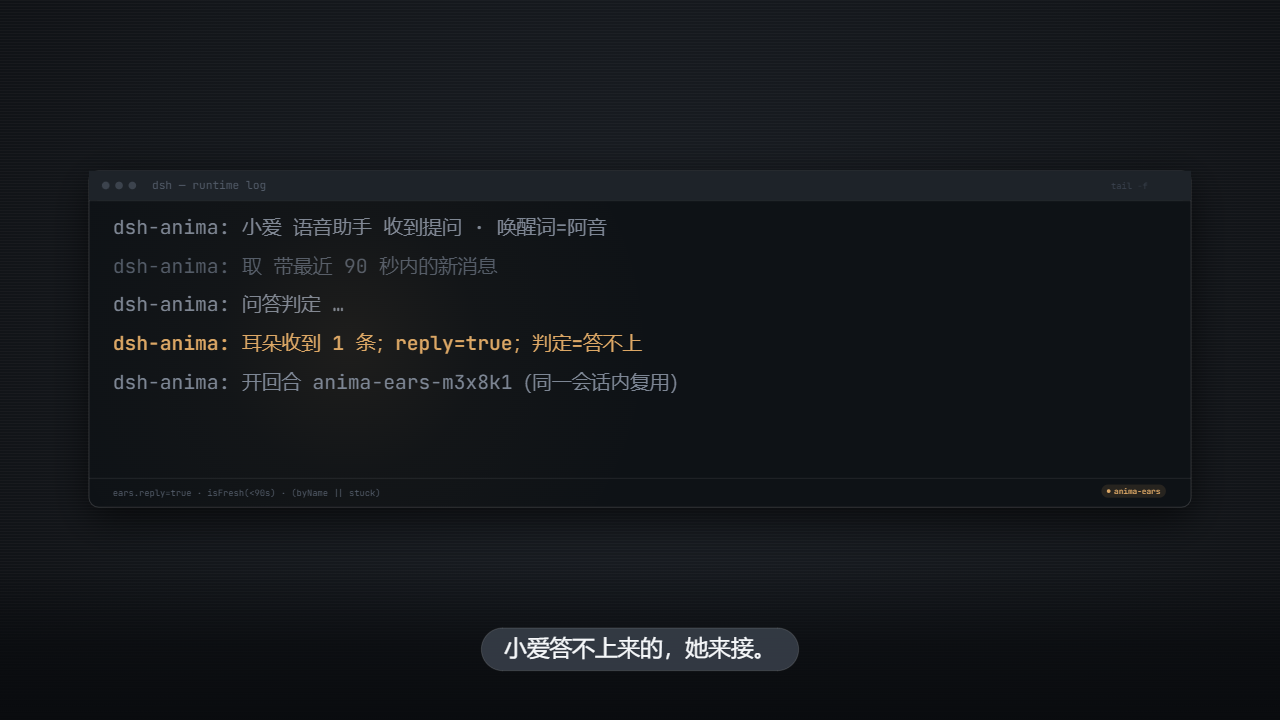 dsh — runtime log
tail -f
dsh-anima: 小爱 语音助手 收到提问 · 唤醒词=阿音
dsh-anima: 取 带最近 90 秒内的新消息
dsh-anima: 问答判定 …
dsh-anima: 耳朵收到 1 条; reply=true; 判定=答不上
dsh-anima: 开回合 anima-ears-m3x8k1 (同一会话内复用)
ears.reply=true · isFresh(<90s) · (byName || stuck)
anima-ears
小爱答不上来的，她来接。